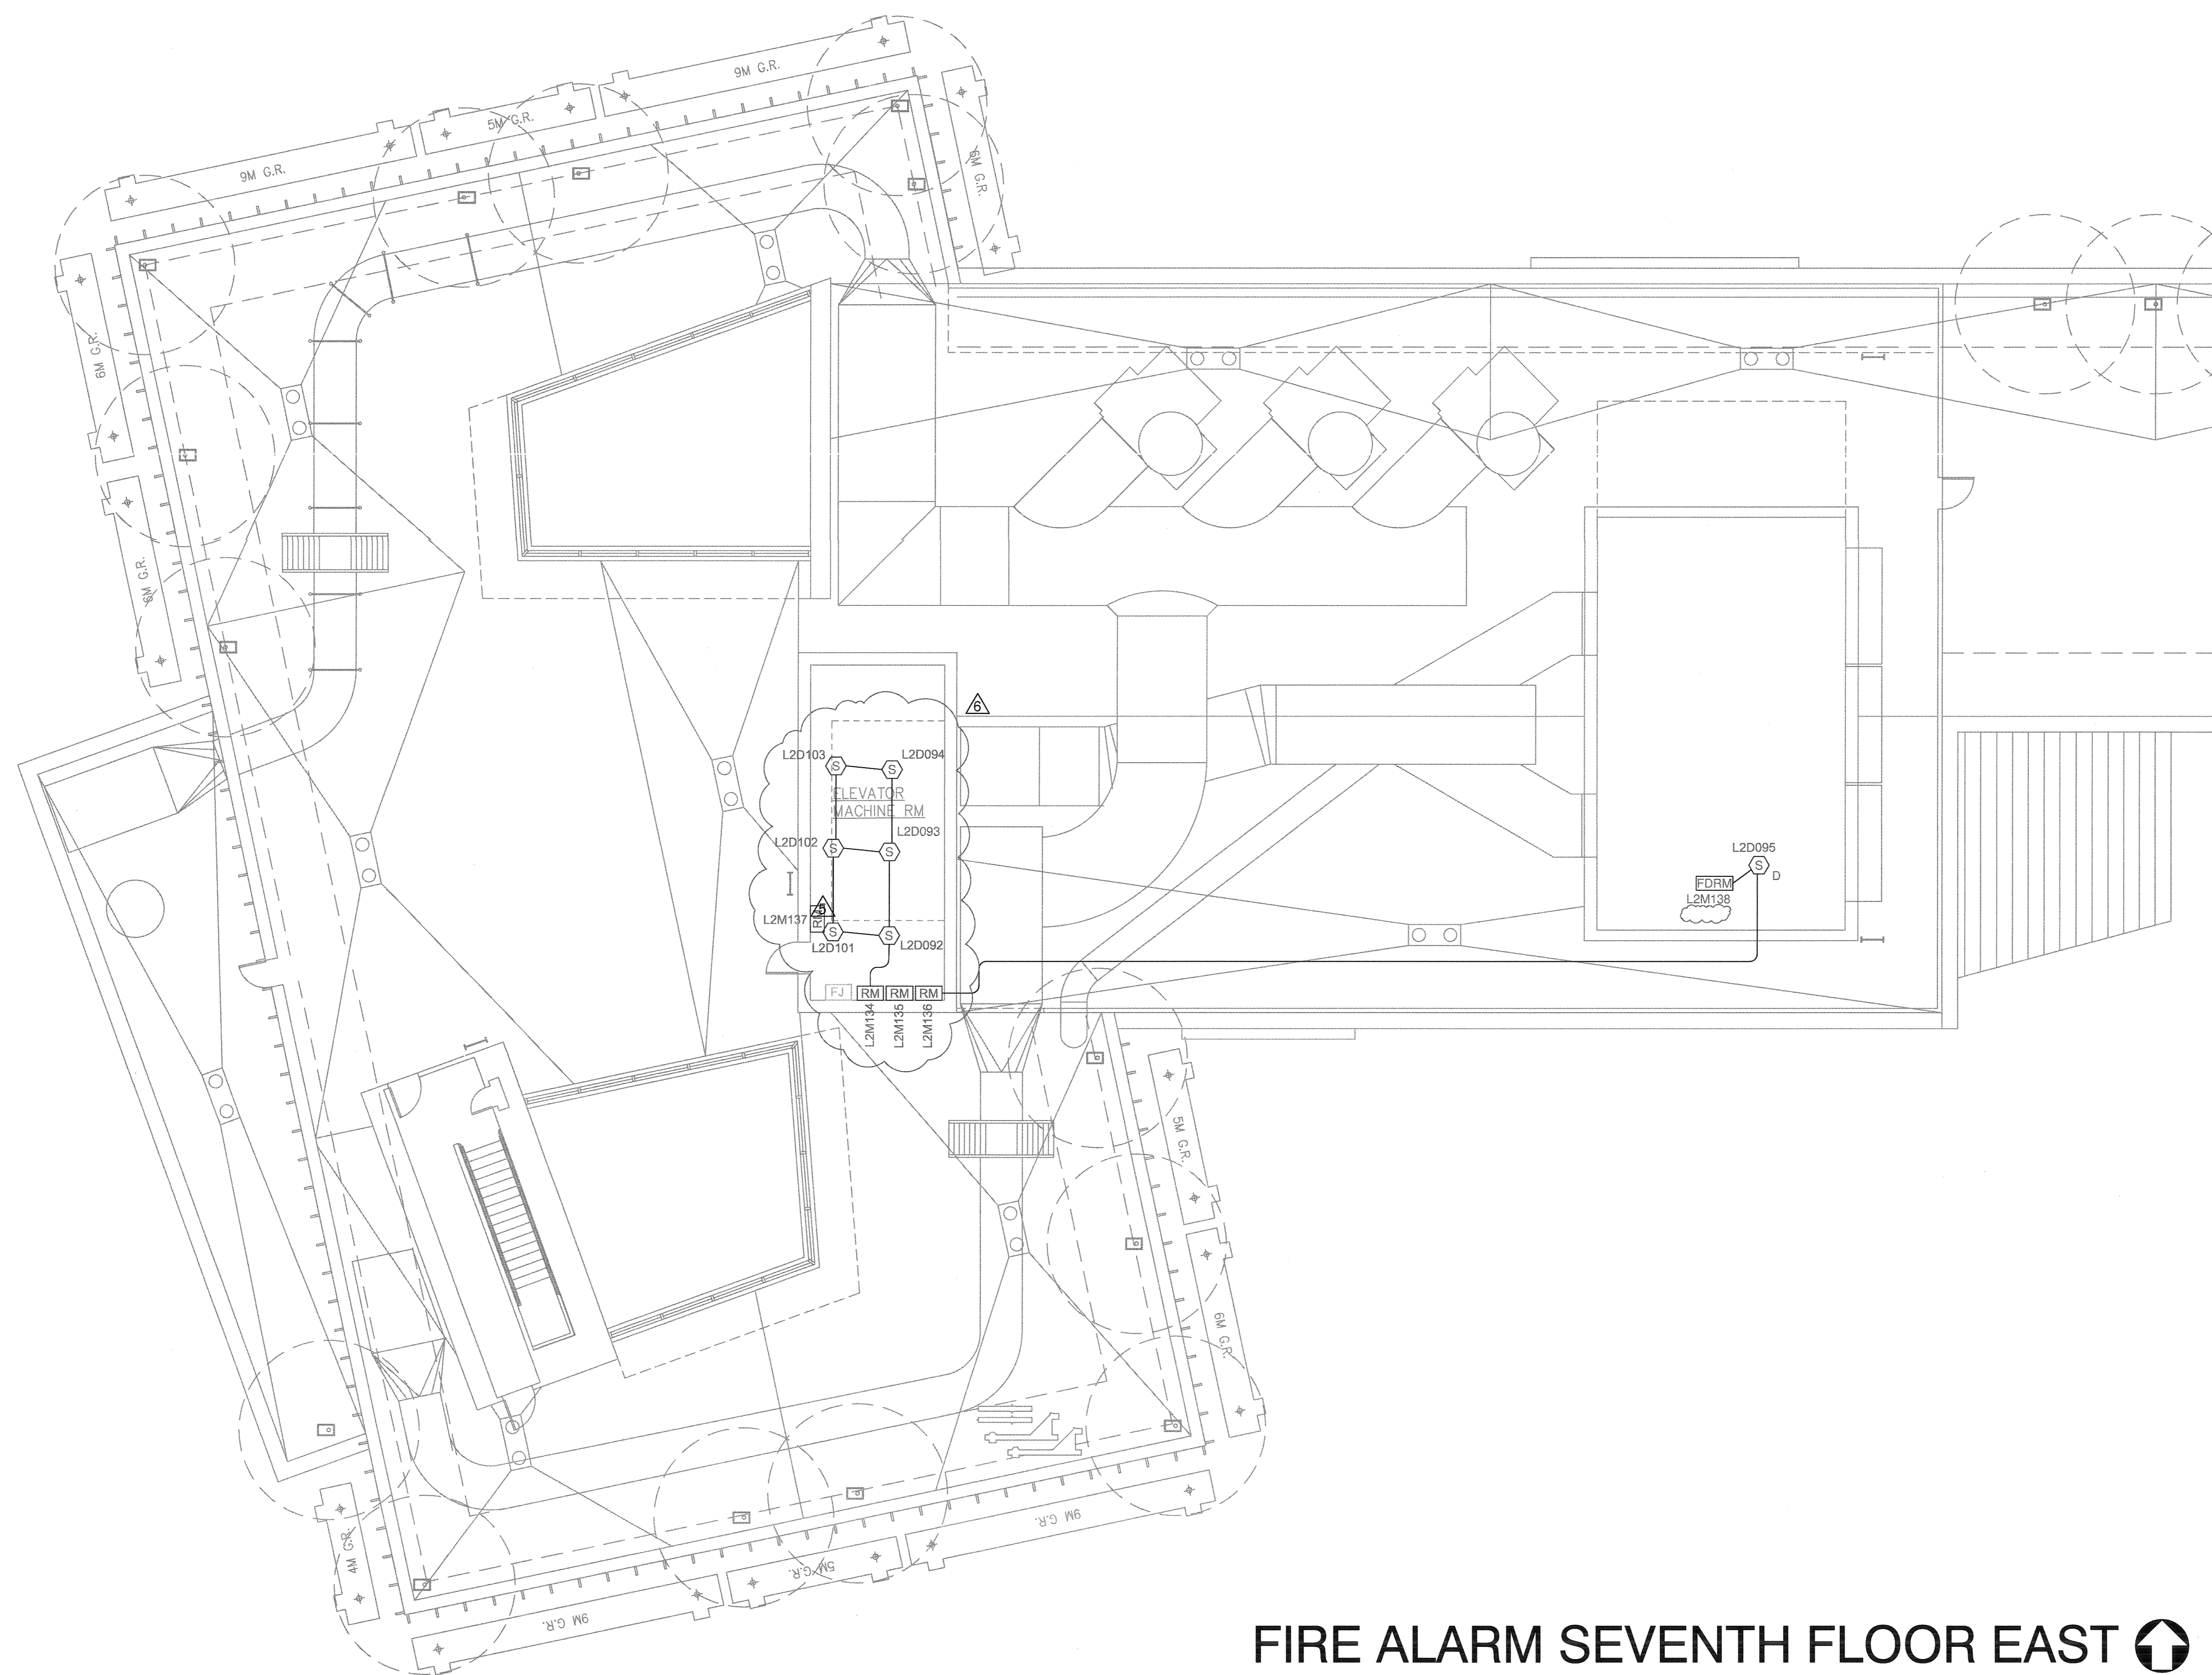 9M G.R.
5M G.R.
9M G.R.
6M G.R.
6M G.R.
6M G.R.
6
L2D103
L2D094
S
S
ELEVATOR
MACHINE RM
L2D093
L2D102
S
S
L2D095
S
D
FDRM
L2M138
5
L2M137
S
S
L2D101
L2D092
FJ
RM
RM
RM
L2M134
L2M135
L2M136
5M G.R.
6M G.R.
4M G.R.
9M G.R.
5M G.R.
9M G.R.
FIRE ALARM SEVENTH FLOOR EAST